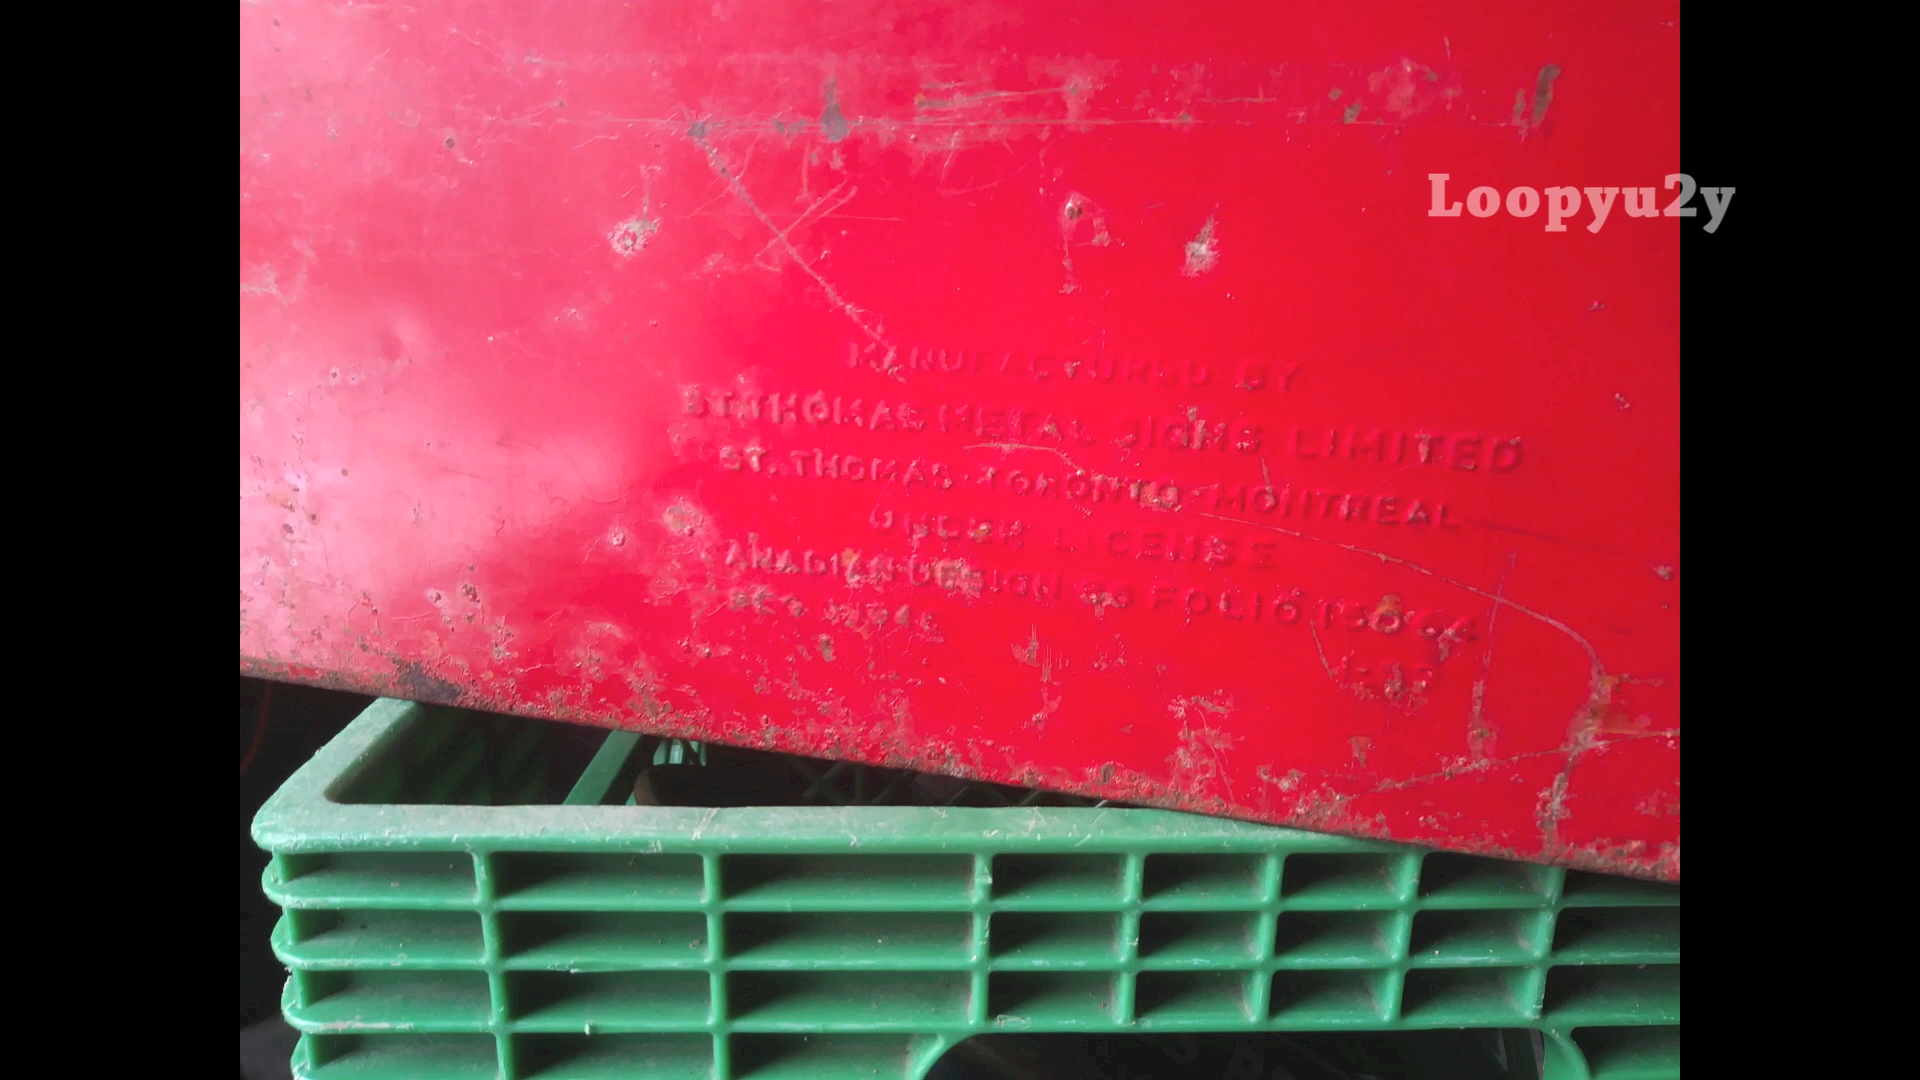 Loopyu2y
MANUFACTURED BY
ST. THOMAS METAL SIGNS LIMITED
ST. THOMAS - TORONTO - MONTREAL
UNDER LICENSE
CANADIAN DESIGN FOLIO